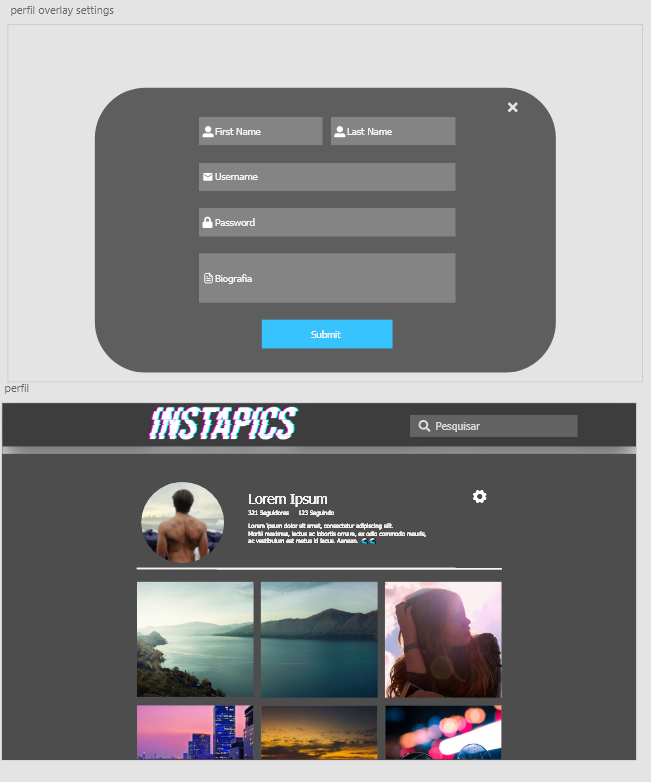 perfil overlay settings
First Name
Last Name
Username
Password
Biografia
Submit
perfil
INSTAPICS
Pesquisar
Lorem Ipsum
321 Seguidores 123 Seguindo
Lorem ipsum dolor sit amet, consectetur adipiscing elit.
Morbi maximus, lectus ac lobortis ornare, ex odio commodo mauris,
ac vestibulum est metus id lacus. Aenean.